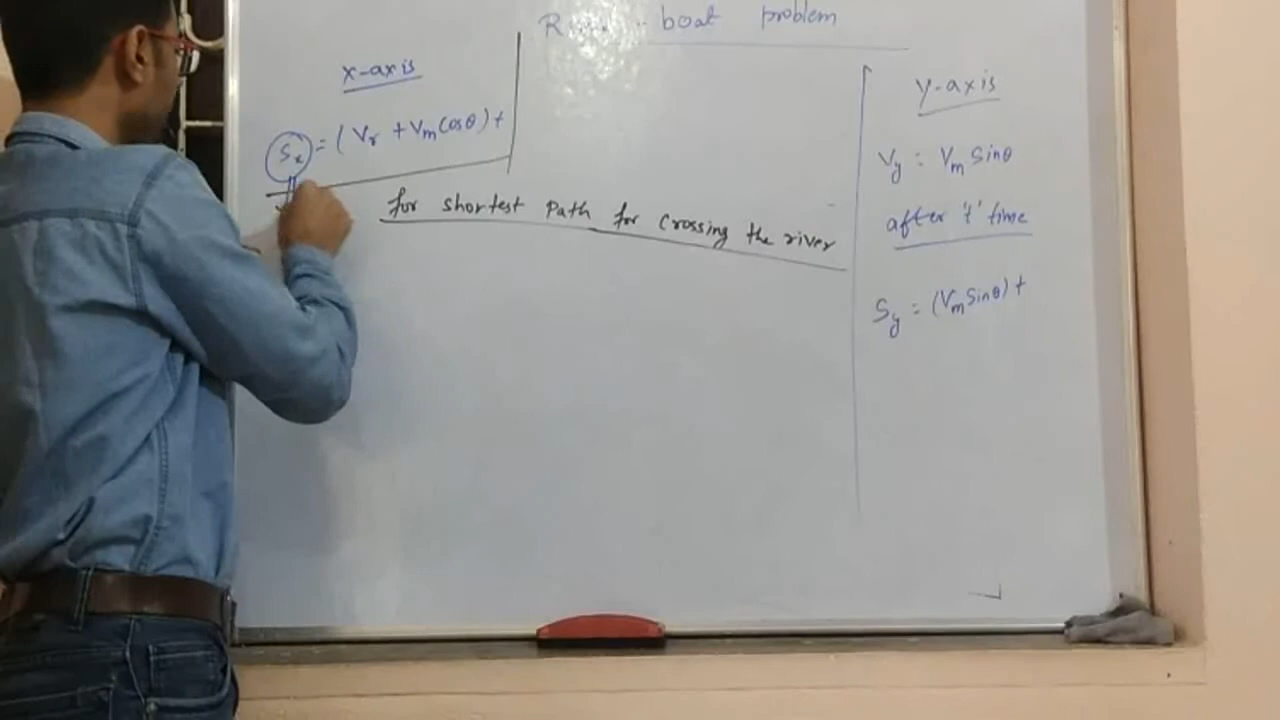 boat problem
x-axis
Sx = (Vr + Vm Cosθ) t
for shortest path for crossing the river
y-axis
Vy = Vm Sinθ
after 't' time
Sy = (Vm Sinθ) t